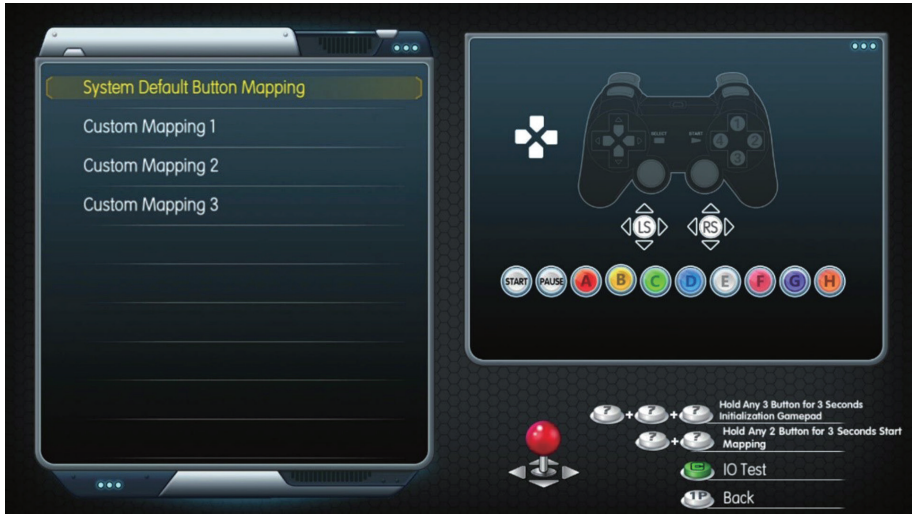 System Default Button Mapping
Custom Mapping 1
Custom Mapping 2
Custom Mapping 3
SELECT START
1
4 2
3
LS RS
START PAUSE A B C D E F G H
? + ? + ? Hold Any 3 Button for 3 Seconds
Initialization Gamepad
? + ? Hold Any 2 Button for 3 Seconds Start
Mapping
C IO Test
1P Back